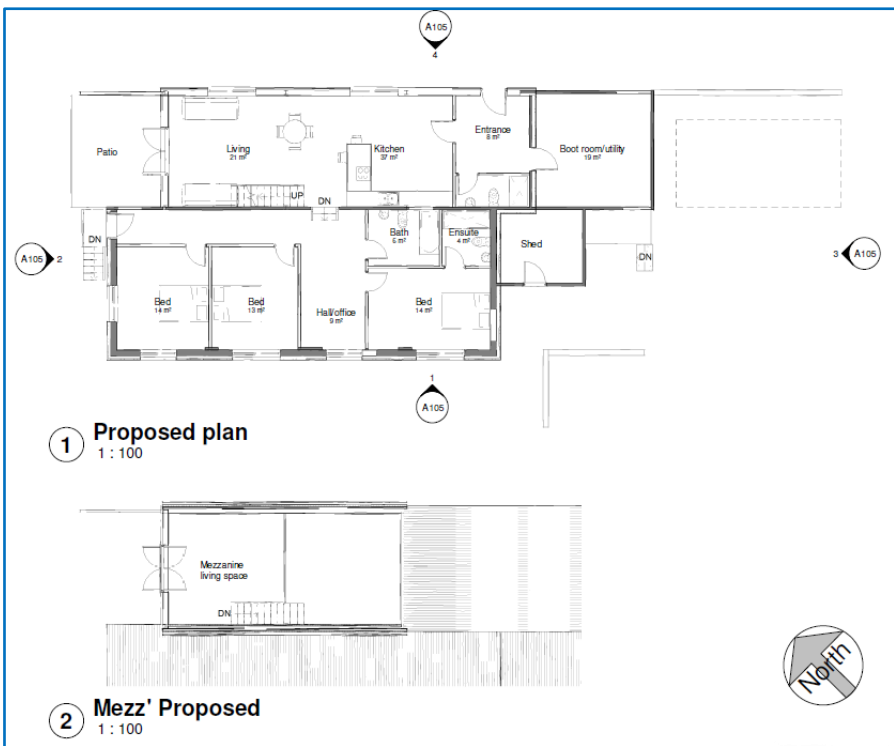 A105
4
Patio
Living
21 m²
Kitchen
37 m²
Entrance
8 m²
Boot room/utility
19 m²
UP
DN
DN
Bath
6 m²
Ensuite
4 m²
Shed
DN
A105
2
3
A105
Bed
14 m²
Bed
13 m²
Hall/office
9 m²
Bed
14 m²
1
A105
1
Proposed plan
1 : 100
Mezzanine
living space
DN
North
2
Mezz' Proposed
1 : 100